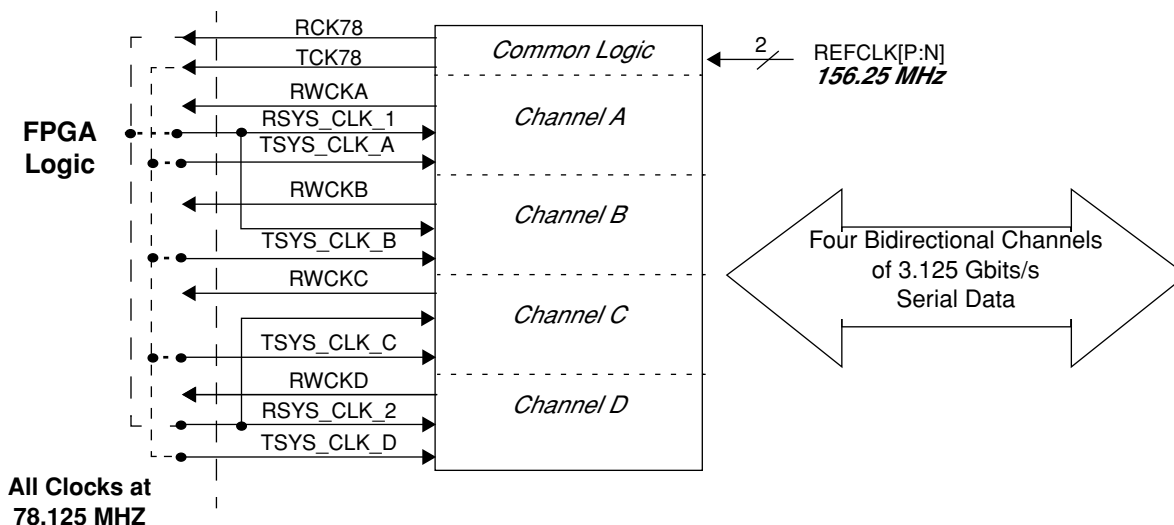 RCK78
TCK78
RWCKA
RSYS_CLK_1
TSYS_CLK_A
RWCKB
TSYS_CLK_B
RWCKC
TSYS_CLK_C
RWCKD
RSYS_CLK_2
TSYS_CLK_D
FPGA
Logic
All Clocks at
78.125 MHZ
Common Logic
Channel A
Channel B
Channel C
Channel D
2
REFCLK[P:N]
156.25 MHz
Four Bidirectional Channels
of 3.125 Gbits/s
Serial Data